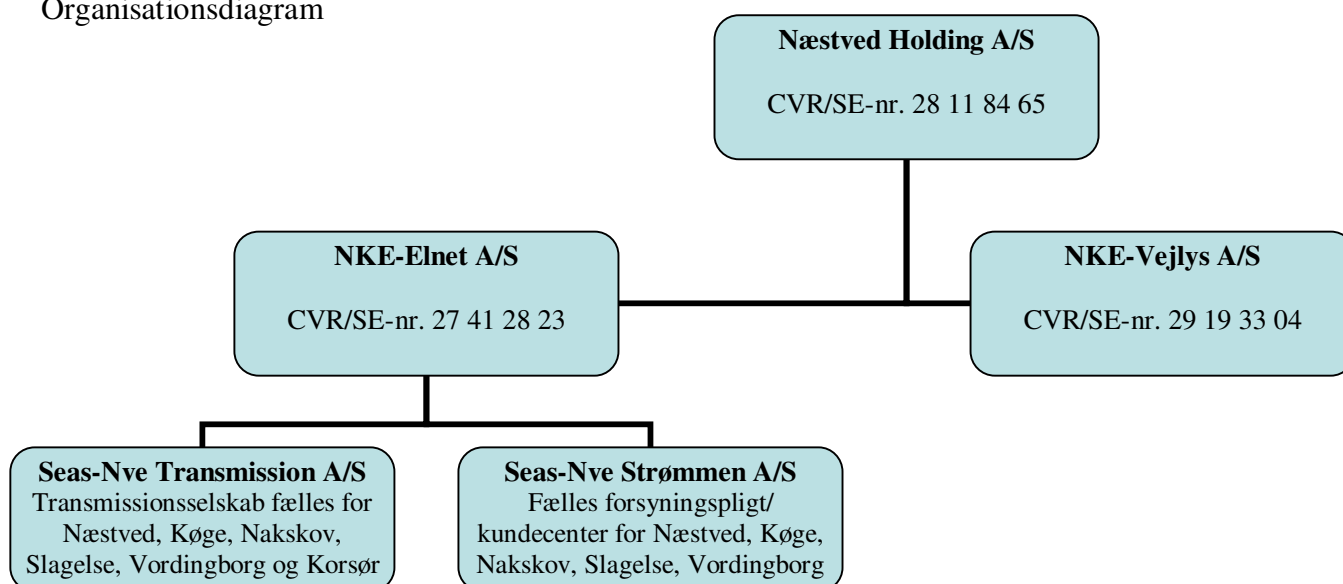 Organisationsdiagram
Næstved Holding A/S
CVR/SE-nr. 28 11 84 65
NKE-Elnet A/S
CVR/SE-nr. 27 41 28 23
NKE-Vejlys A/S
CVR/SE-nr. 29 19 33 04
Seas-Nve Transmission A/S
Transmissionsselskab fælles for
Næstved, Køge, Nakskov,
Slagelse, Vordingborg og Korsør
Seas-Nve Strømmen A/S
Fælles forsyningspligt/
kundecenter for Næstved, Køge,
Nakskov, Slagelse, Vordingborg